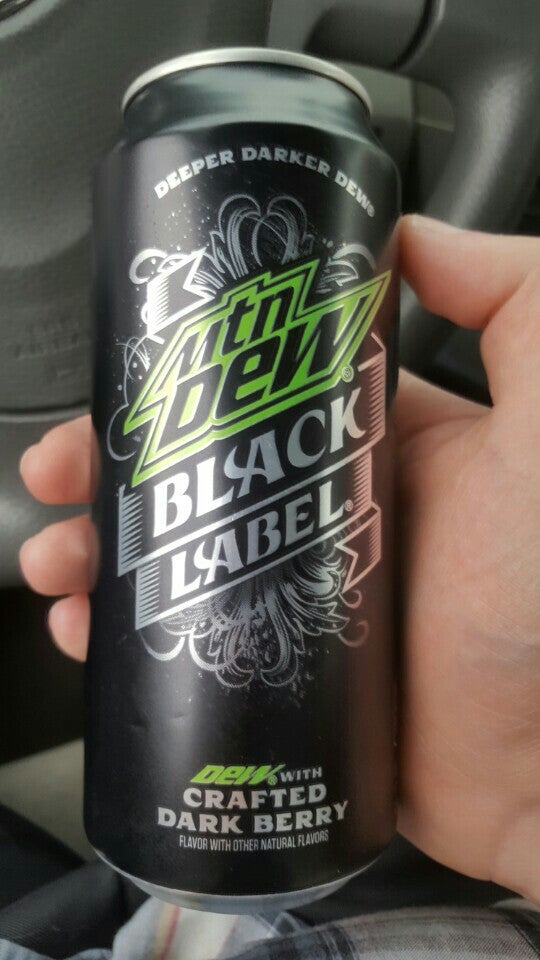 DEEPER DARKER DEW®
mtn
DEW®
BLACK
LABEL®
DEW® WITH
CRAFTED
DARK BERRY
FLAVOR WITH OTHER NATURAL FLAVORS